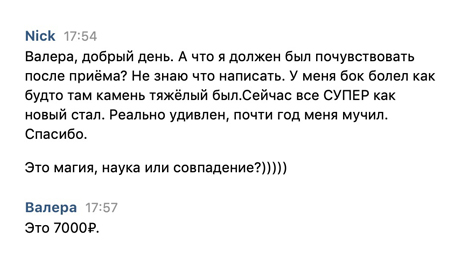 Nick 17:54
Валера, добрый день. А что я должен был почувствовать
после приёма? Не знаю что написать. У меня бок болел как
будто там камень тяжёлый был.Сейчас все СУПЕР как
новый стал. Реально удивлен, почти год меня мучил.
Спасибо.
Это магия, наука или совпадение?)))))
Валера 17:57
Это 7000₽.